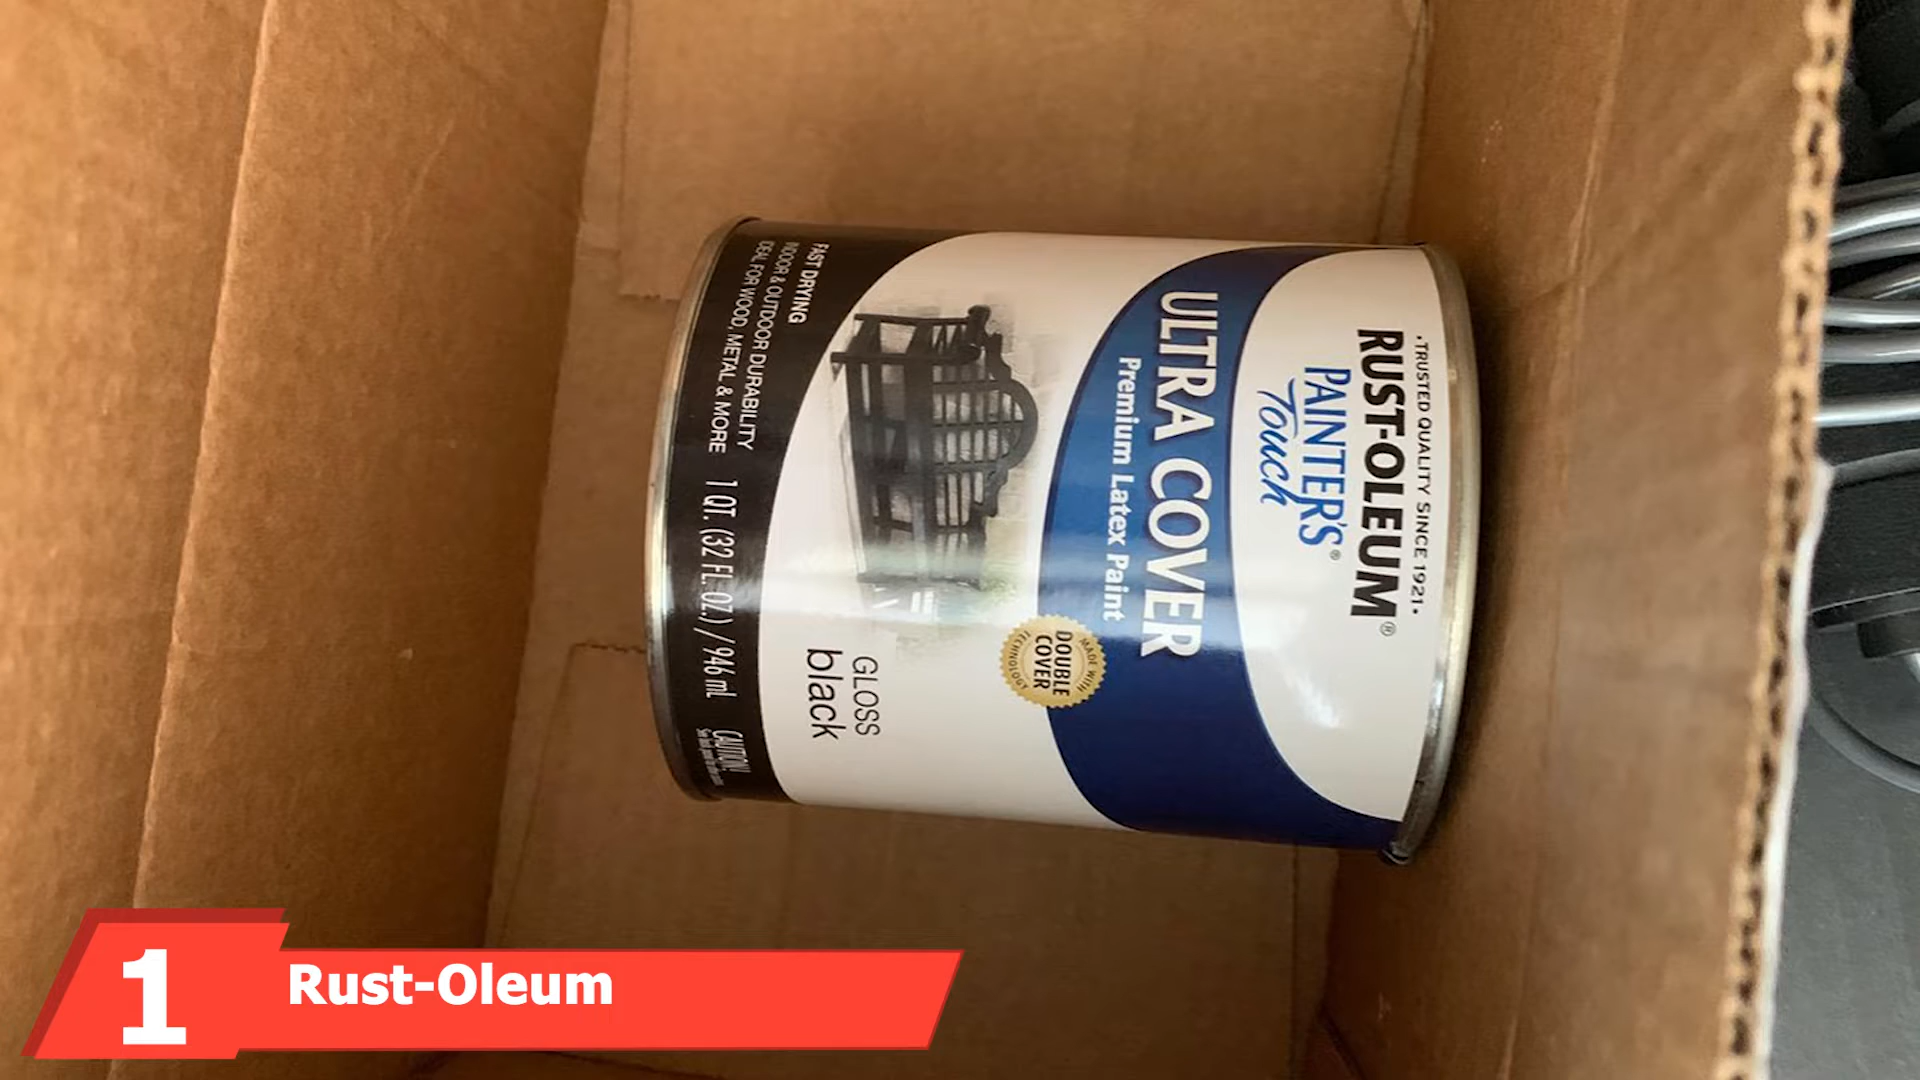 ·TRUSTED QUALITY SINCE 1921·
RUST-OLEUM®
PAINTER'S®
Touch
ULTRA COVER
Premium Latex Paint
MADE WITH
DOUBLE
COVER
TECHNOLOGY
GLOSS
black
FAST DRYING
INDOOR & OUTDOOR DURABILITY
IDEAL FOR WOOD, METAL & MORE
1 QT. (32 FL. OZ.) / 946 mL
CAUTION!
1
Rust-Oleum